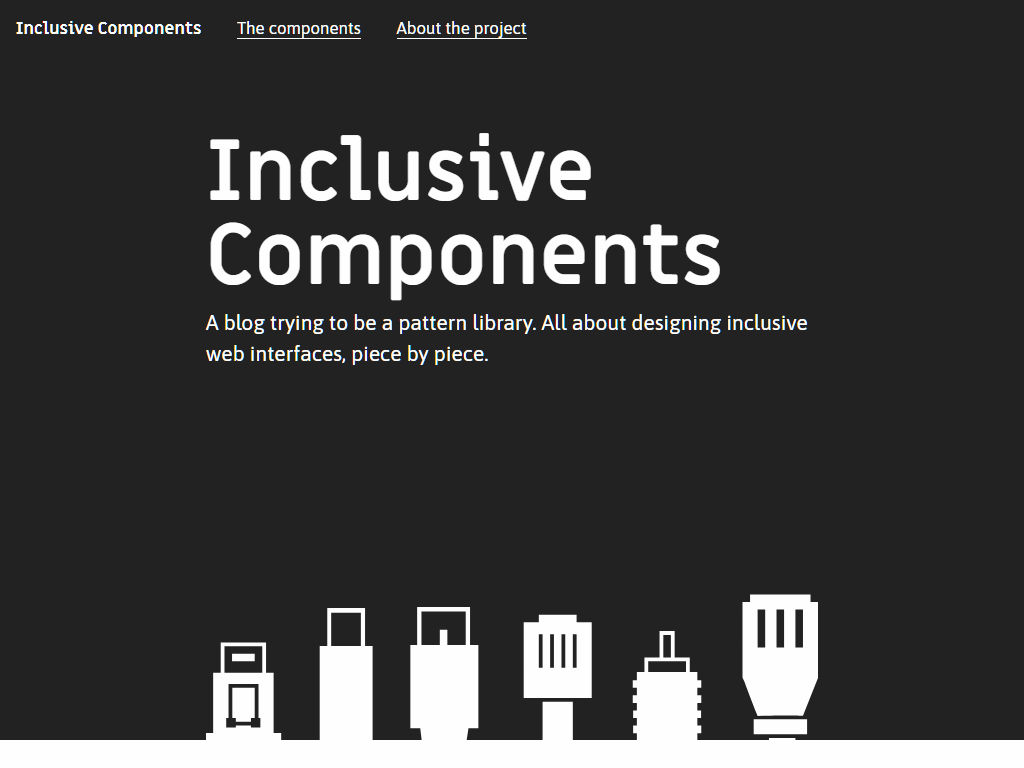 Inclusive Components The components About the project
Inclusive
Components
A blog trying to be a pattern library. All about designing inclusive
web interfaces, piece by piece.